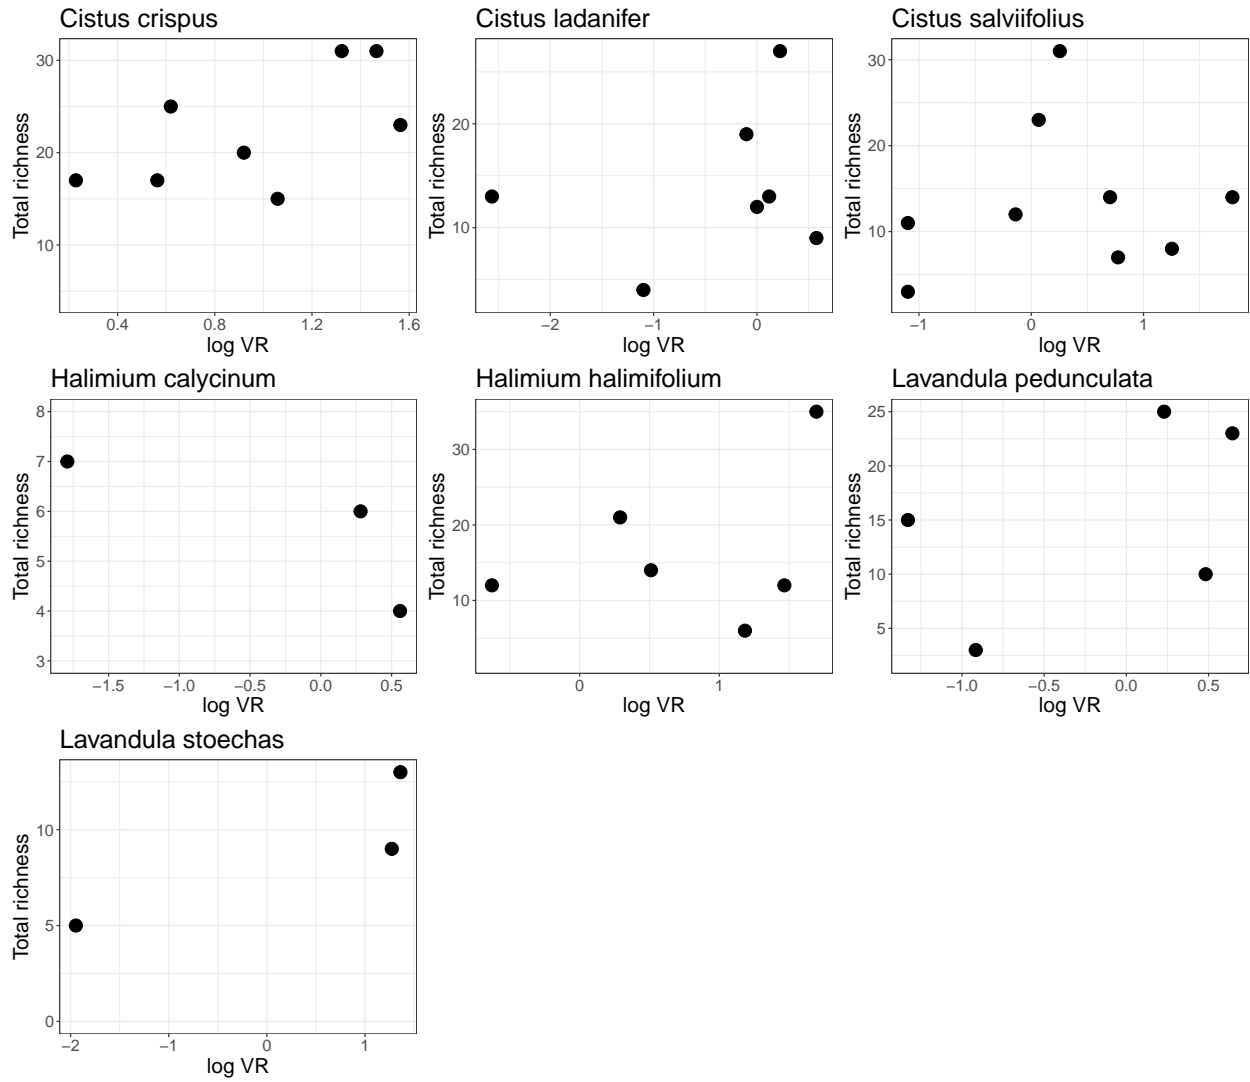 Cistus crispus
Total richness
30
20
10
0.4 0.8 1.2 1.6
log VR
Cistus ladanifer
Total richness
20
10
−2 −1 0
log VR
Cistus salviifolius
Total richness
30
20
10
−1 0 1
log VR
Halimium calycinum
Total richness
8
7
6
5
4
3
−1.5 −1.0 −0.5 0.0 0.5
log VR
Halimium halimifolium
Total richness
30
20
10
0 1
log VR
Lavandula pedunculata
Total richness
25
20
15
10
5
−1.0 −0.5 0.0 0.5
log VR
Lavandula stoechas
Total richness
10
5
0
−2 −1 0 1
log VR